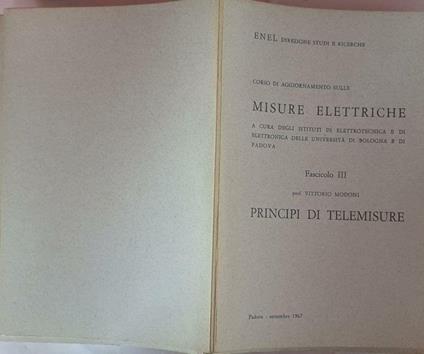 ENEL DIREZIONE STUDI E RICERCHE
CORSO DI AGGIORNAMENTO SULLE
MISURE ELETTRICHE
A CURA DEGLI ISTITUTI DI ELETTROTECNICA E DI
ELETTRONICA DELLE UNIVERSITÀ DI BOLOGNA E DI
PADOVA
Fascicolo III
prof. VITTORIO MODONI
PRINCIPI DI TELEMISURE
Padova - settembre 1967